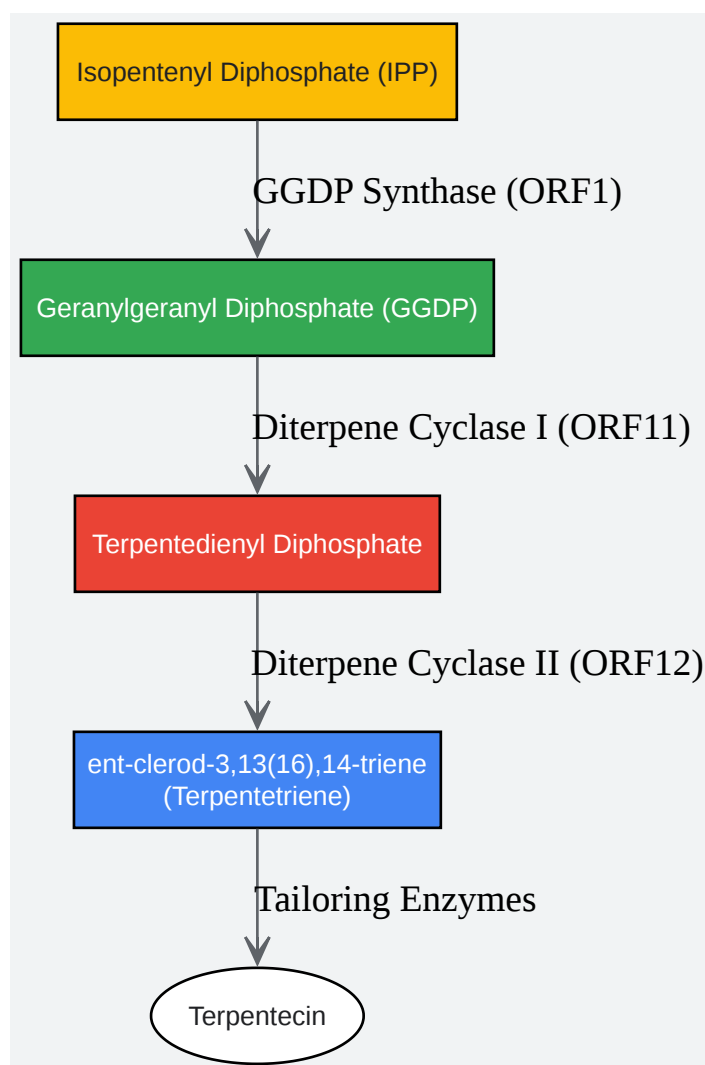 Isopentenyl Diphosphate (IPP)
GGDP Synthase (ORF1)
Geranylgeranyl Diphosphate (GGDP)
Diterpene Cyclase I (ORF11)
Terpentedienyl Diphosphate
Diterpene Cyclase II (ORF12)
ent-clerod-3,13(16),14-triene
(Terpentetriene)
Tailoring Enzymes
Terpentecin